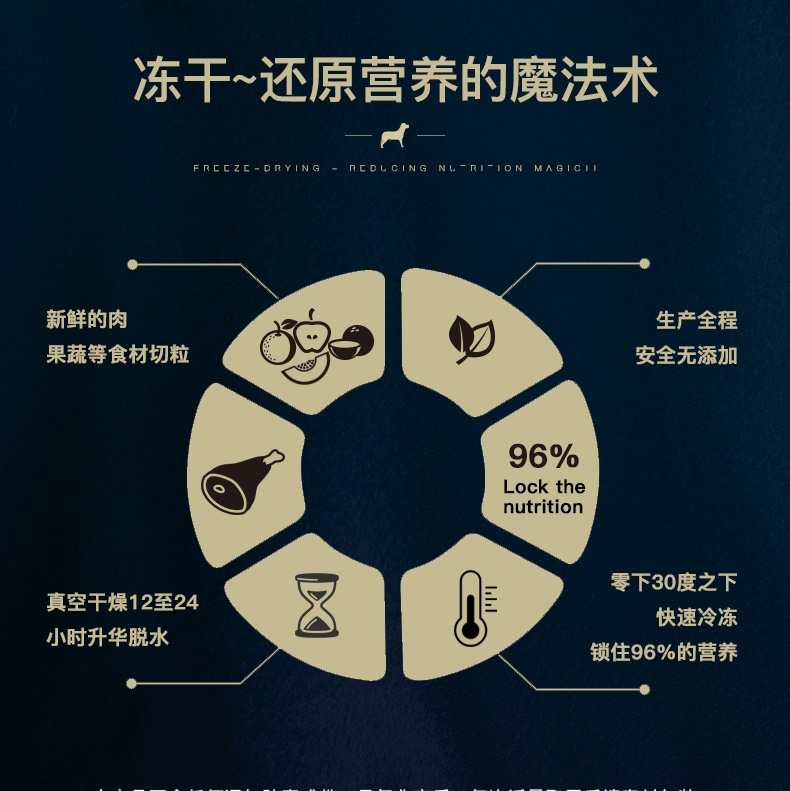 冻干~还原营养的魔法术
FREEZE-DRYING - REDUCING NUTRITION MAGIC!!
新鲜的肉
果蔬等食材切粒
生产全程
安全无添加
96%
Lock the
nutrition
真空干燥12至24
小时升华脱水
零下30度之下
快速冷冻
锁住96%的营养